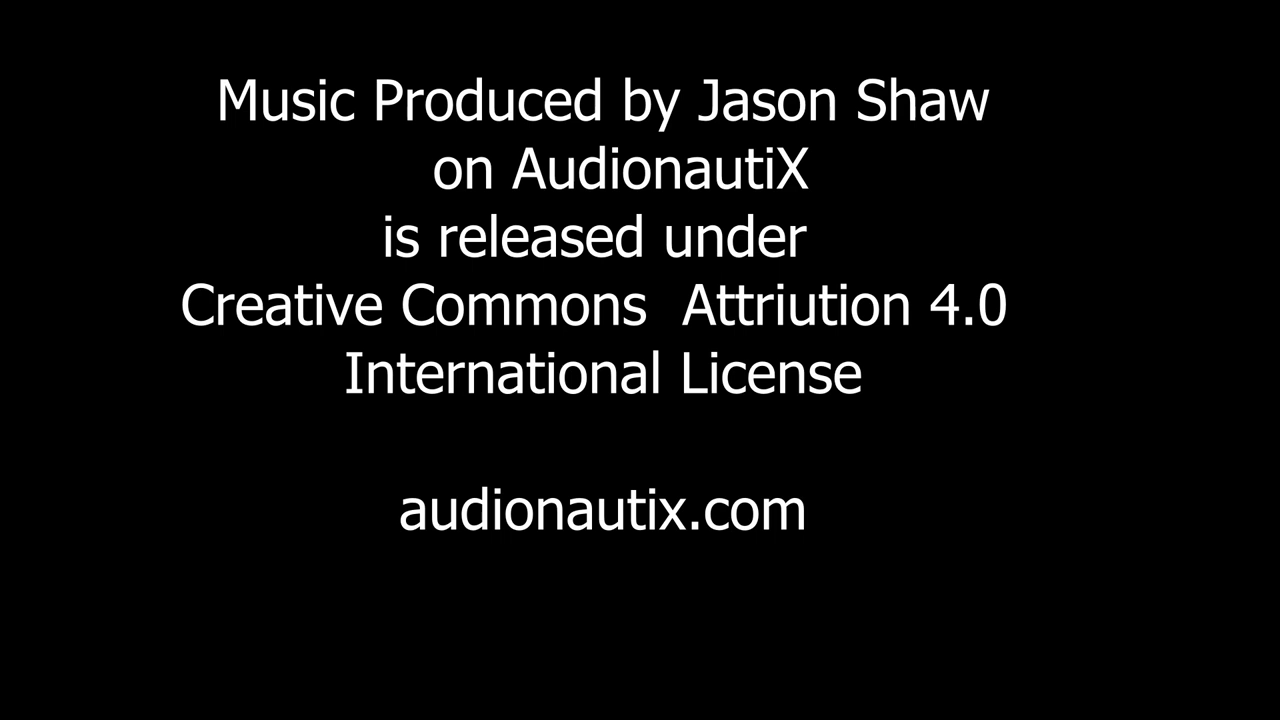 Music Produced by Jason Shaw
on AudionautiX
is released under
Creative Commons  Attriution 4.0
International License
audionautix.com